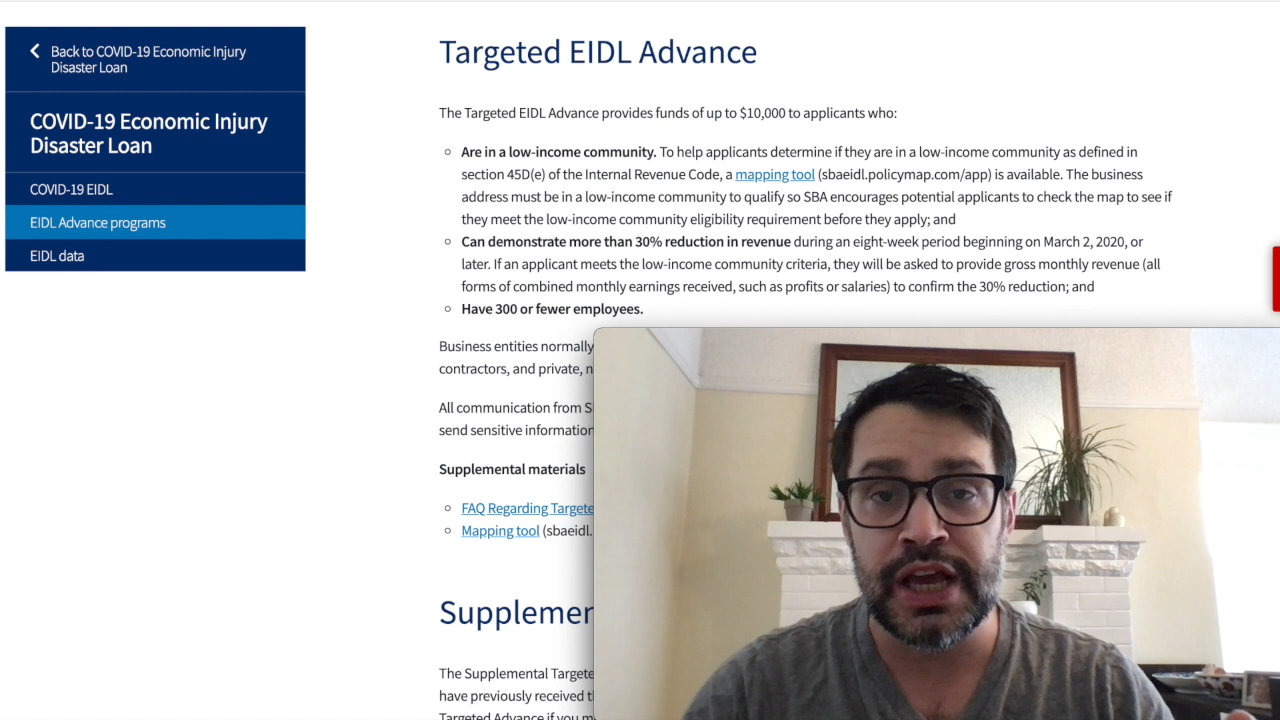 Back to COVID-19 Economic Injury
Disaster Loan
COVID-19 Economic Injury
Disaster Loan
COVID-19 EIDL
EIDL Advance programs
EIDL data
Targeted EIDL Advance
The Targeted EIDL Advance provides funds of up to $10,000 to applicants who:
Are in a low-income community. To help applicants determine if they are in a low-income community as defined in
section 45D(e) of the Internal Revenue Code, a mapping tool (sbaeidl.policymap.com/app) is available. The business
address must be in a low-income community to qualify so SBA encourages potential applicants to check the map to see if
they meet the low-income community eligibility requirement before they apply; and
Can demonstrate more than 30% reduction in revenue during an eight-week period beginning on March 2, 2020, or
later. If an applicant meets the low-income community criteria, they will be asked to provide gross monthly revenue (all
forms of combined monthly earnings received, such as profits or salaries) to confirm the 30% reduction; and
Have 300 or fewer employees.
Business entities normally
contractors, and private, n
All communication from S
send sensitive information
Supplemental materials
FAQ Regarding Targete
Mapping tool (sbaeidl.
Supplemen
The Supplemental Targete
have previously received t
Targeted Advance if you m